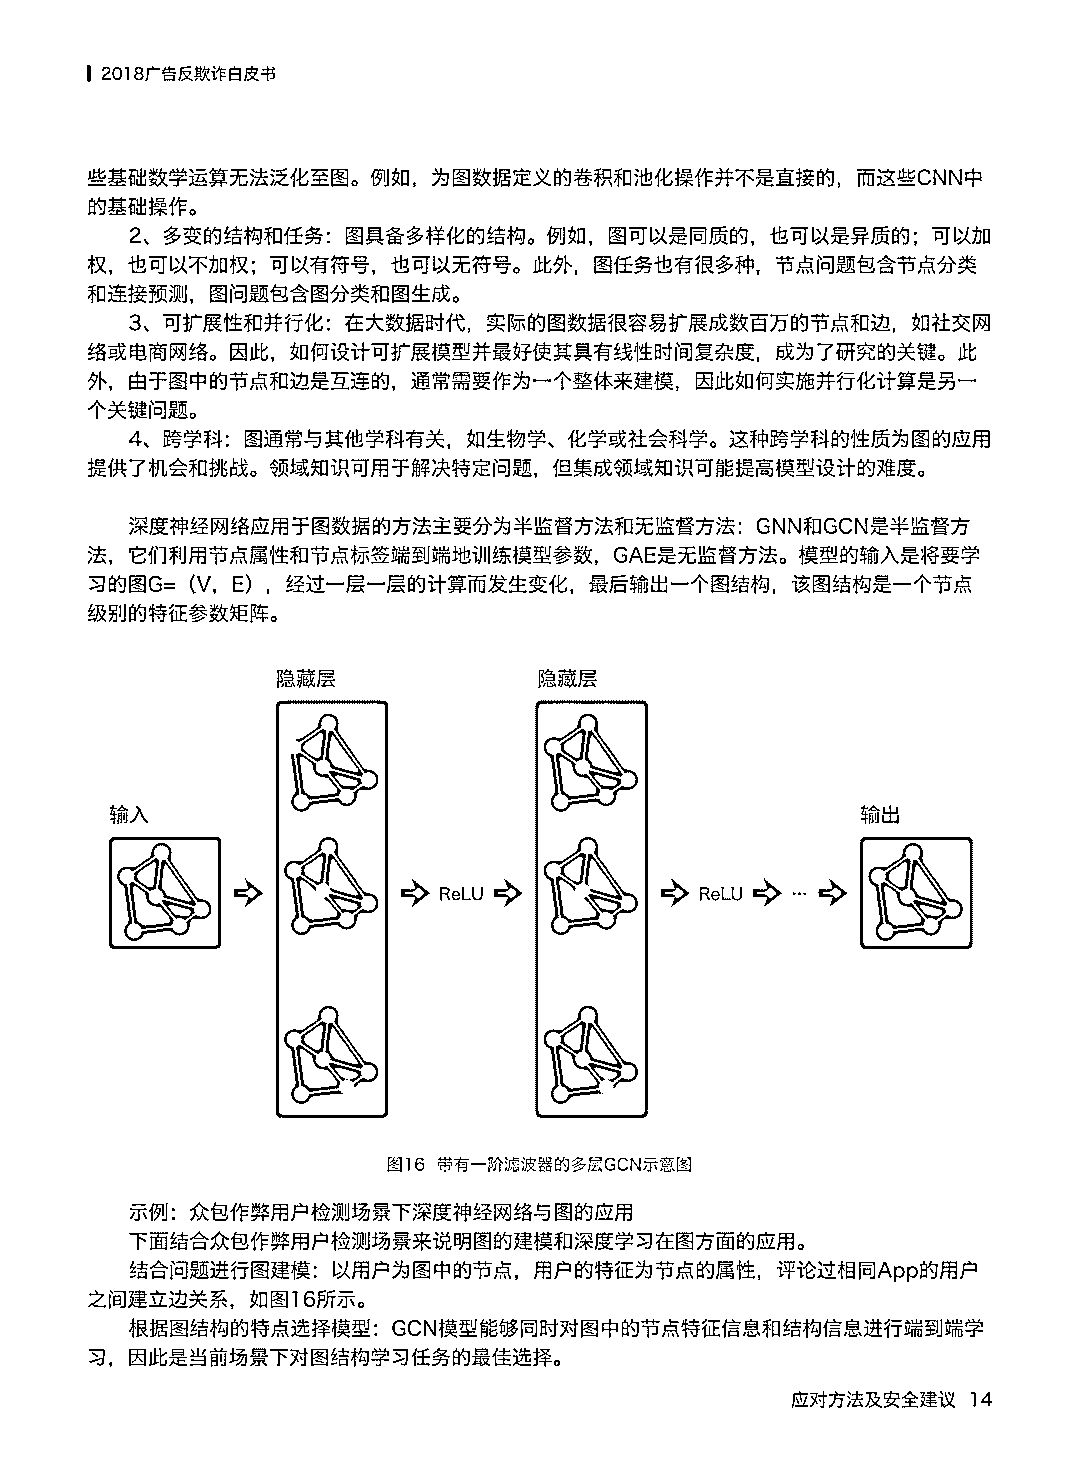 2018广告反欺诈白皮书
些基础数学运算无法泛化至图。例如，为图数据定义的卷积和池化操作并不是直接的，而这些CNN中
的基础操作。
2、多变的结构和任务：图具备多样化的结构。例如，图可以是同质的，也可以是异质的；可以加
权，也可以不加权；可以有符号，也可以无符号。此外，图任务也有很多种，节点问题包含节点分类
和连接预测，图问题包含图分类和图生成。
3、可扩展性和并行化：在大数据时代，实际的图数据很容易扩展成数百万的节点和边，如社交网
络或电商网络。因此，如何设计可扩展模型并最好使其具有线性时间复杂度，成为了研究的关键。此
外，由于图中的节点和边是互连的，通常需要作为一个整体来建模，因此如何实施并行化计算是另一
个关键问题。
4、跨学科：图通常与其他学科有关，如生物学、化学或社会科学。这种跨学科的性质为图的应用
提供了机会和挑战。领域知识可用于解决特定问题，但集成领域知识可能提高模型设计的难度。
深度神经网络应用于图数据的方法主要分为半监督方法和无监督方法：GNN和GCN是半监督方
法，它们利用节点属性和节点标签端到端地训练模型参数，GAE是无监督方法。模型的输入是将要学
习的图G=（V，E），经过一层一层的计算而发生变化，最后输出一个图结构，该图结构是一个节点
级别的特征参数矩阵。
隐藏层
隐藏层
输入
输出
ReLU
ReLU
...
图16 带有一阶滤波器的多层GCN示意图
示例：众包作弊用户检测场景下深度神经网络与图的应用
下面结合众包作弊用户检测场景来说明图的建模和深度学习在图方面的应用。
结合问题进行图建模：以用户为图中的节点，用户的特征为节点的属性，评论过相同App的用户
之间建立边关系，如图16所示。
根据图结构的特点选择模型：GCN模型能够同时对图中的节点特征信息和结构信息进行端到端学
习，因此是当前场景下对图结构学习任务的最佳选择。
应对方法及安全建议 14